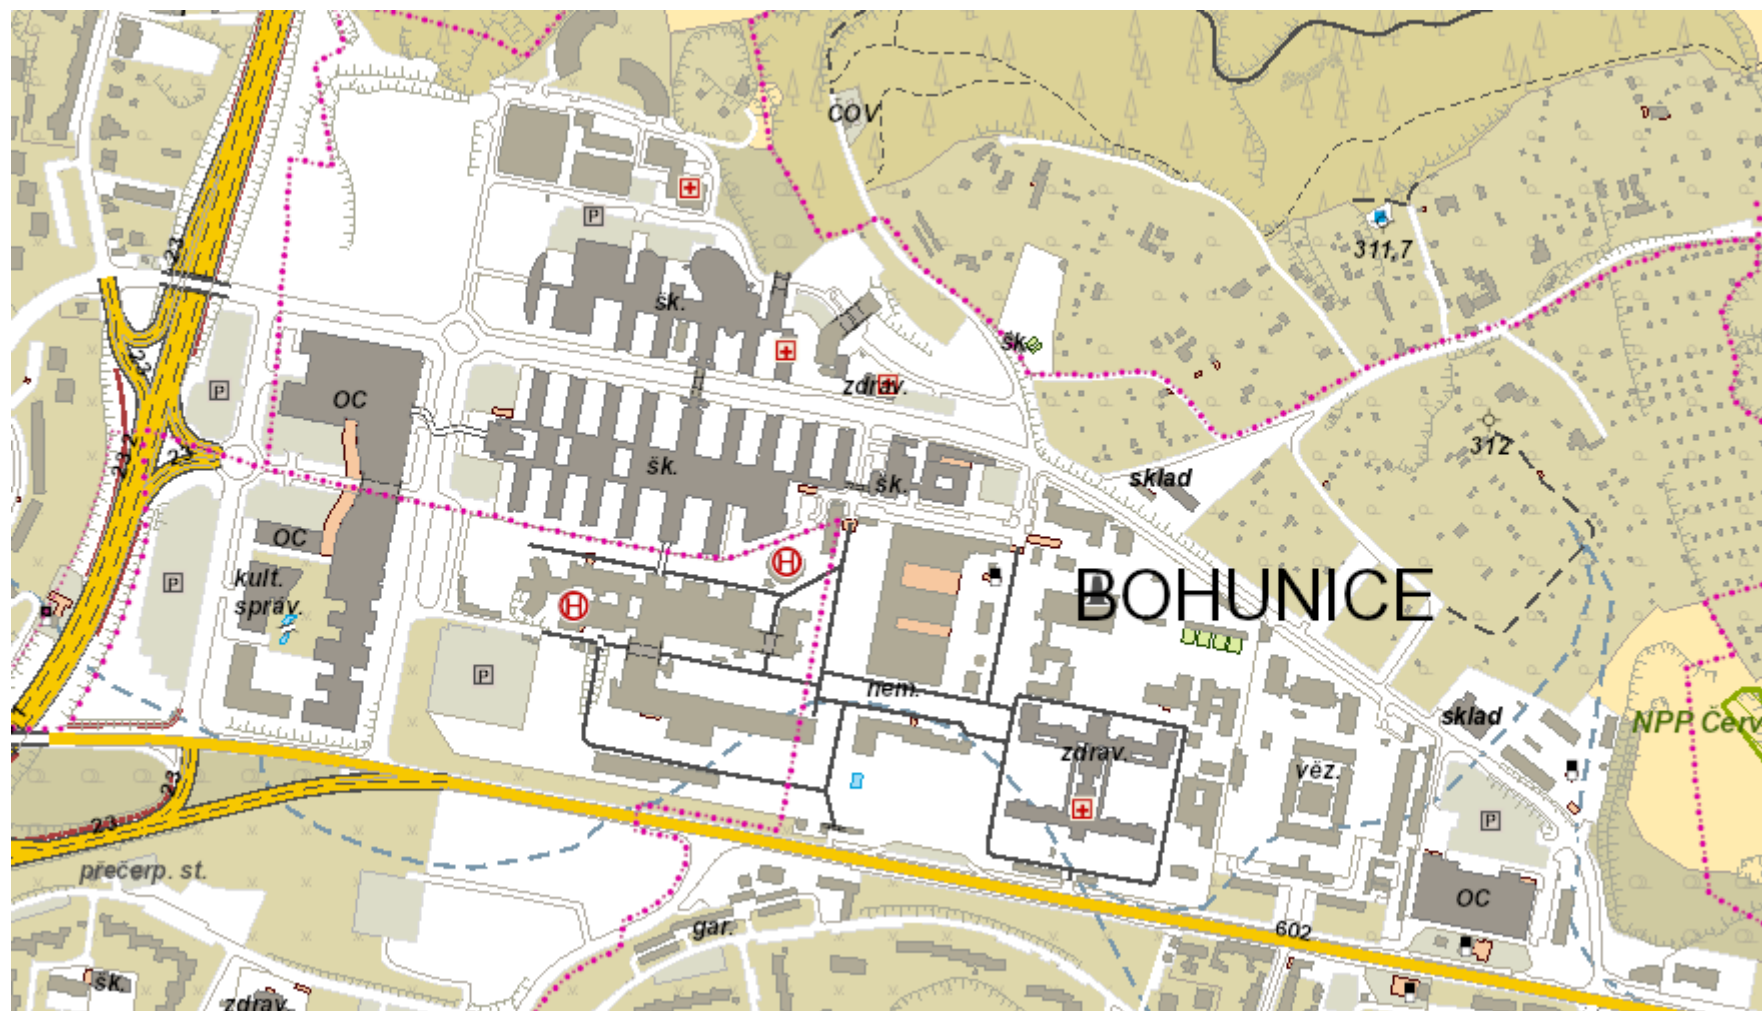 23
ČOV
P
311,7
šk.
šk.
23
zdrav.
P
OC
312
23
27
šk.
šk.
sklad
OC
H
P
kult.
správ.
H
BOHUNICE
P
nem.
sklad
NPP Červ
zdrav.
věz.
23
23
P
přečerp. st.
OC
gar.
602
šk.
zdrav.